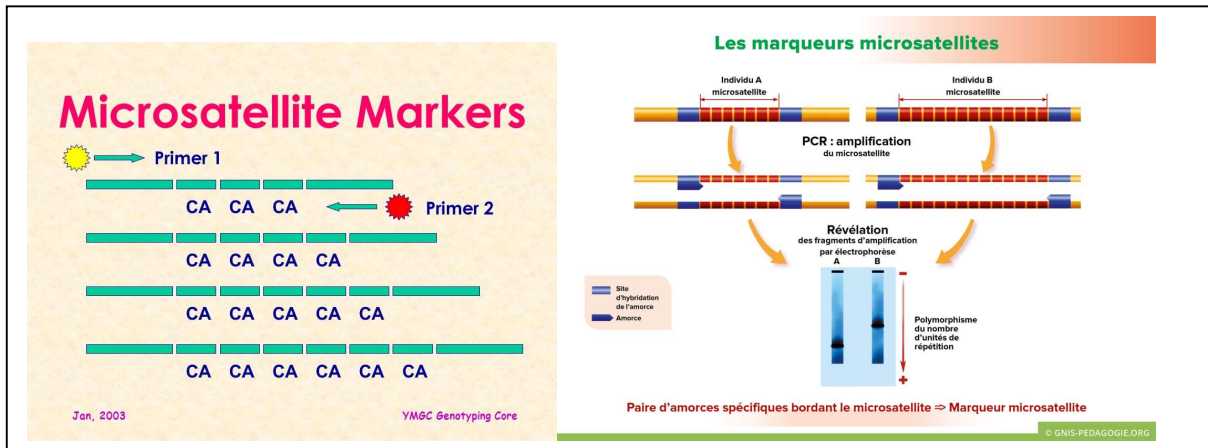 Microsatellite Markers
Primer 1
CA CA CA
Primer 2
CA CA CA CA
CA CA CA CA CA
CA CA CA CA CA CA
Jan, 2003
YMGC Genotyping Core
Les marqueurs microsatellites
Individu A
microsatellite
Individu B
microsatellite
PCR : amplification
du microsatellite
Révélation
des fragments d'amplification
par électrophorèse
A B
Site
d'hybridation
de l'amorce
Amorce
–
Polymorphisme
du nombre
d'unités de
répétition
+
Paire d'amorces spécifiques bordant le microsatellite ⇨ Marqueur microsatellite
© GNIS-PEDAGOGIE.ORG